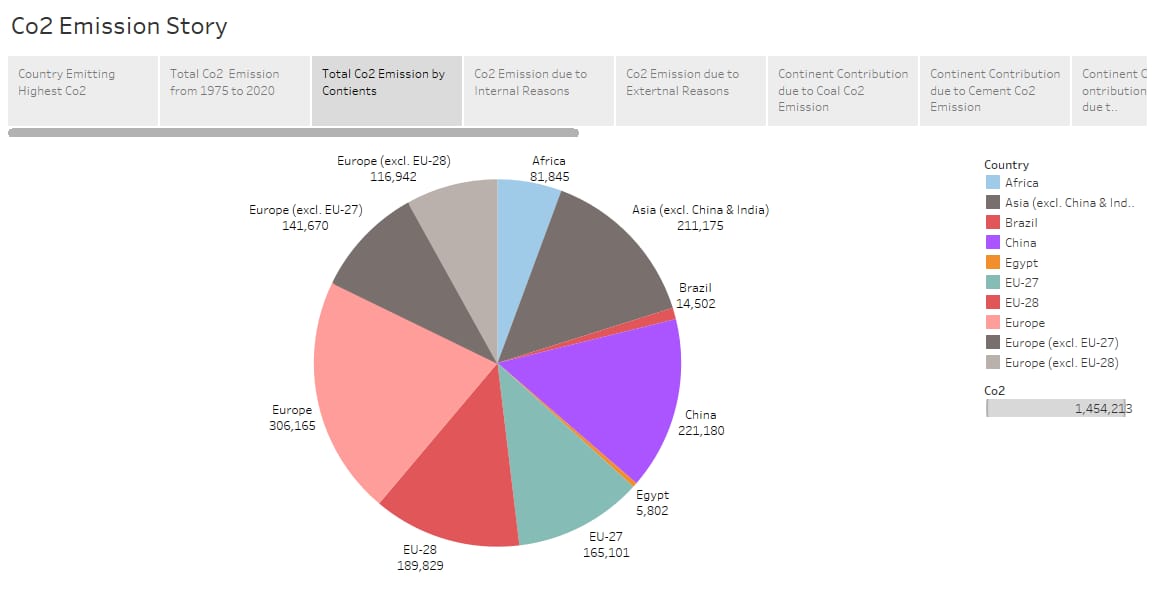 Co2 Emission Story
Country Emitting
Highest Co2
Total Co2 Emission
from 1975 to 2020
Total Co2 Emission by
Contients
Co2 Emission due to
Internal Reasons
Co2 Emission due to
Extertnal Reasons
Continent Contribution
due to Coal Co2
Emission
Continent Contribution
due to Cement Co2
Emission
Continent C
ontribution
due t..
Europe (excl. EU-28)
116,942
Africa
81,845
Europe (excl. EU-27)
141,670
Asia (excl. China & India)
211,175
Brazil
14,502
China
221,180
Europe
306,165
Egypt
5,802
EU-27
165,101
EU-28
189,829
Country
Africa
Asia (excl. China & Ind..
Brazil
China
Egypt
EU-27
EU-28
Europe
Europe (excl. EU-27)
Europe (excl. EU-28)
Co2
1,454,213